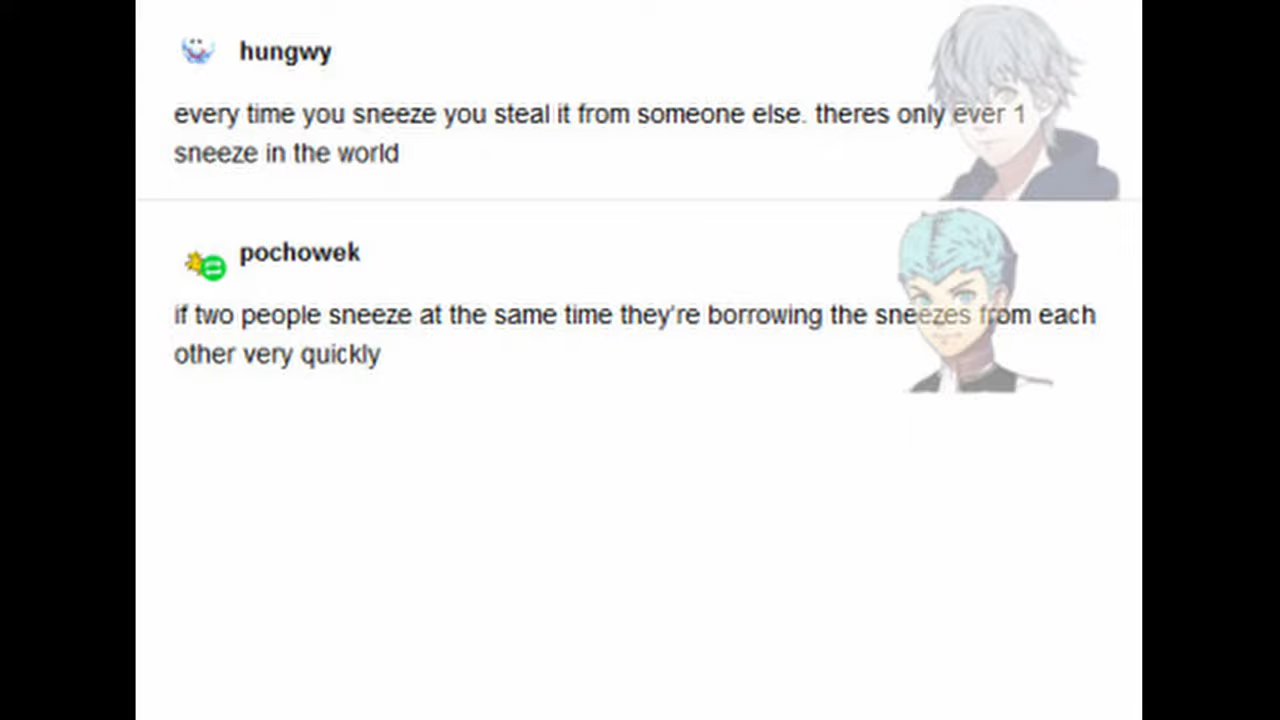 hungwy
every time you sneeze you steal it from someone else. theres only ever 1
sneeze in the world
pochowek
if two people sneeze at the same time they're borrowing the sneezes from each
other very quickly